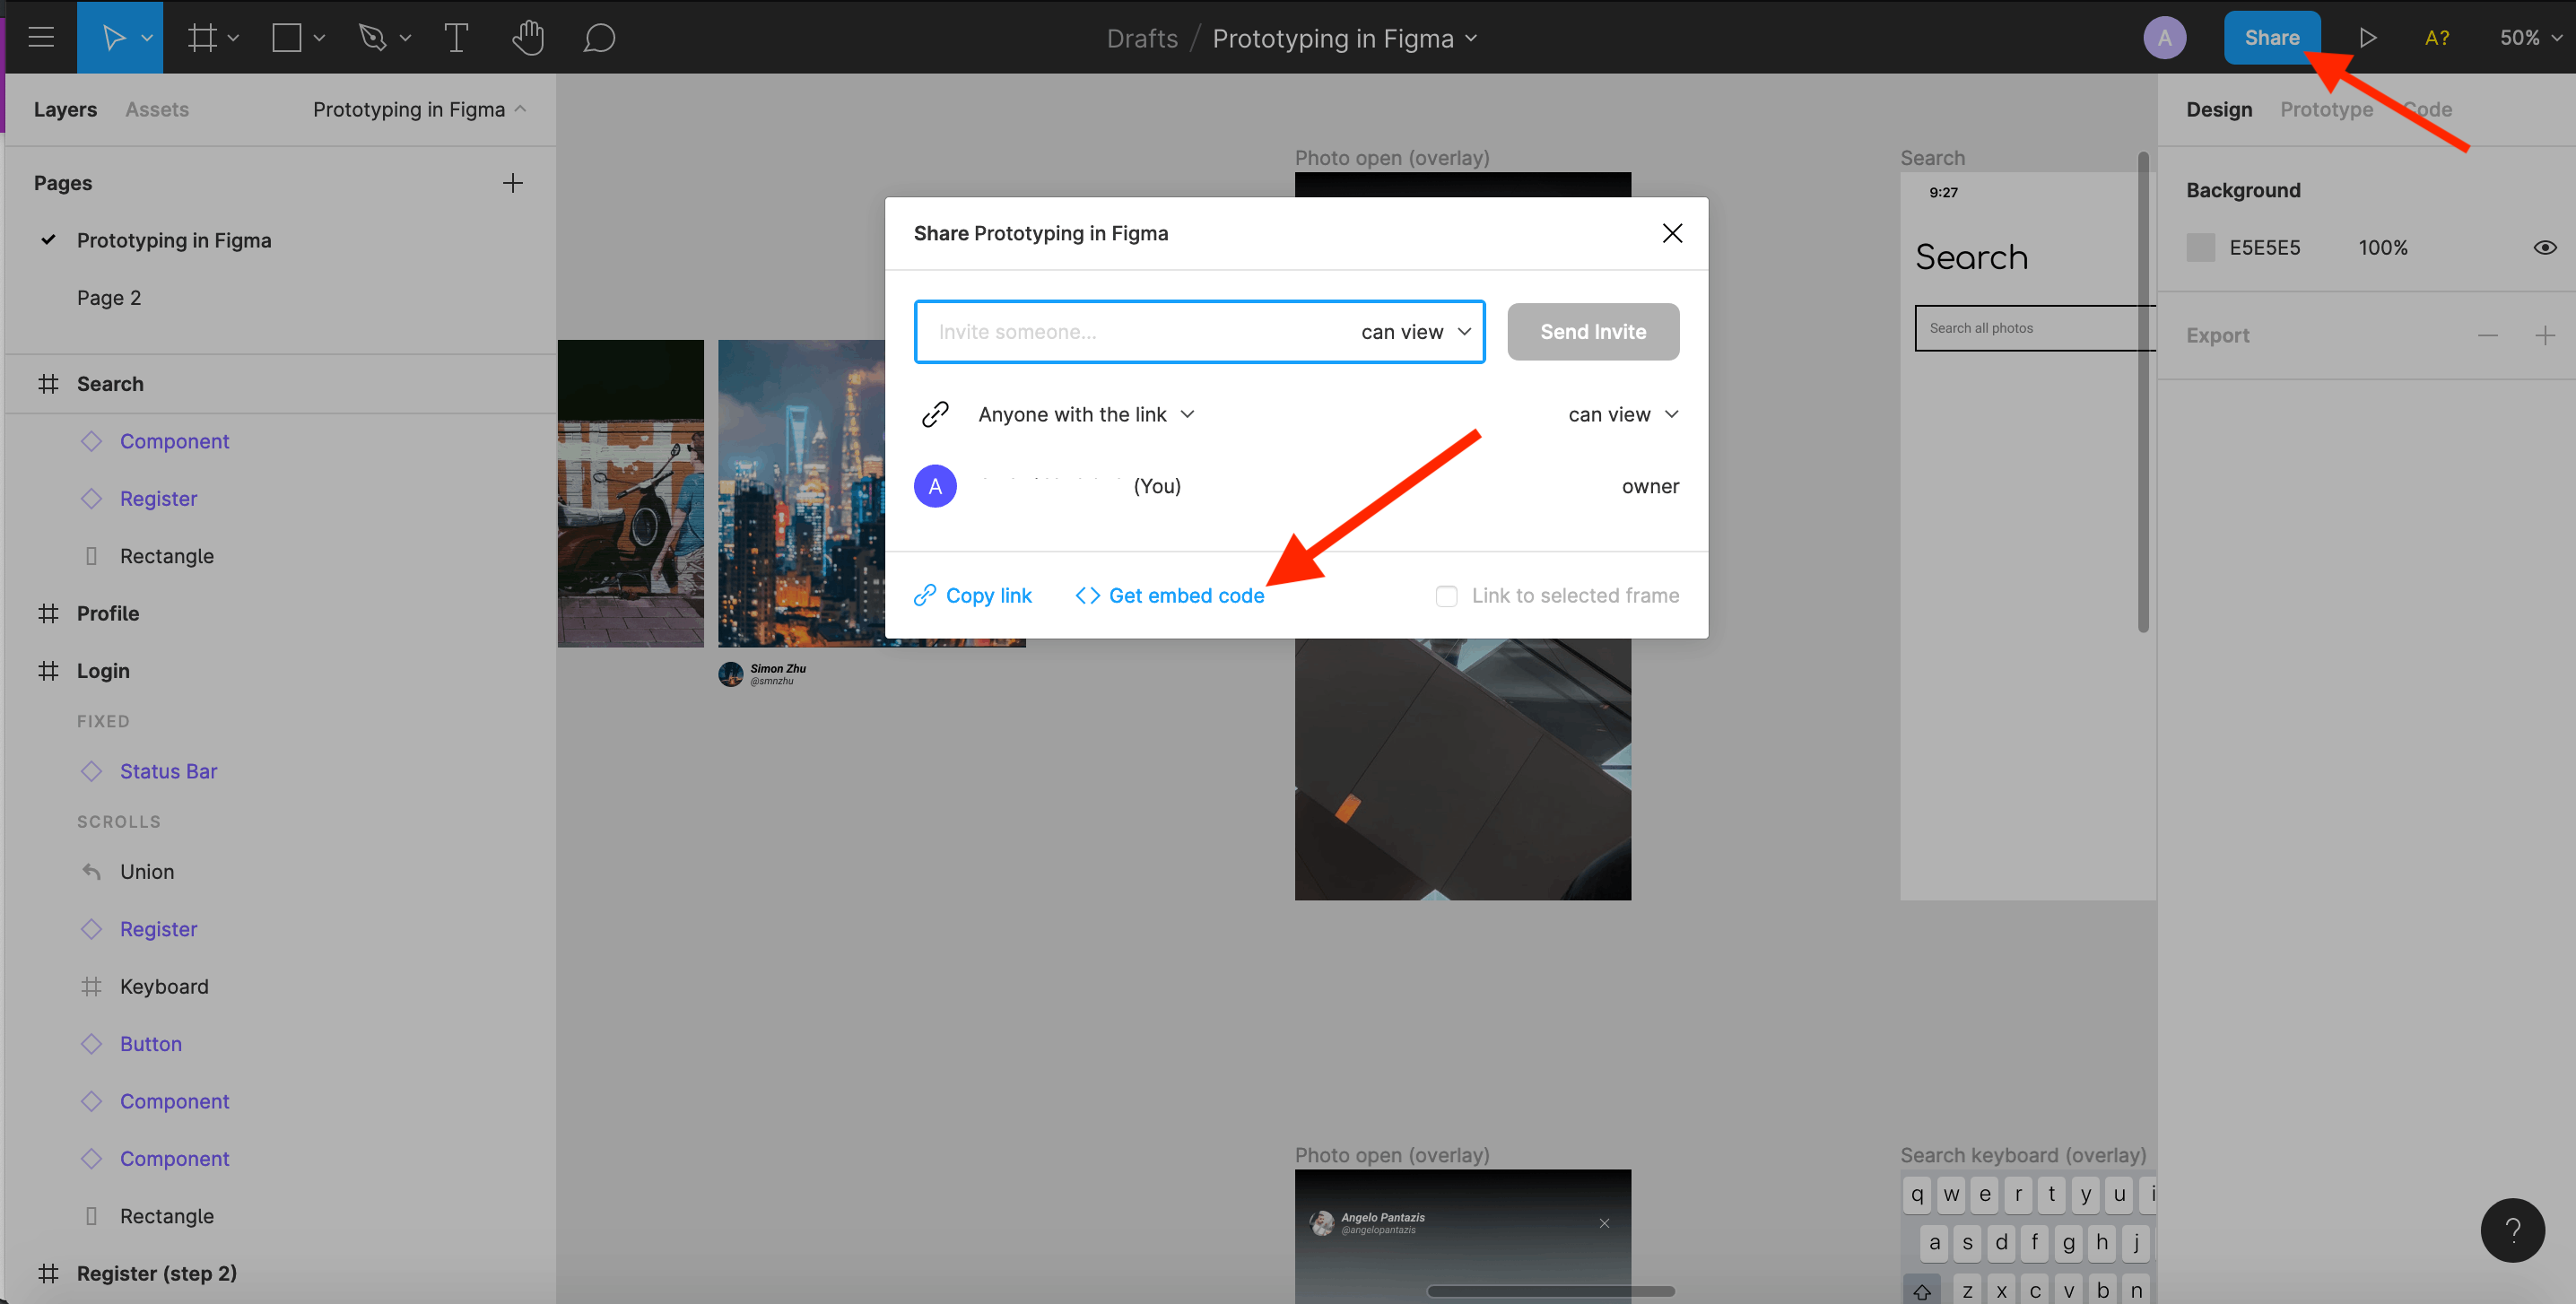 Drafts / Prototyping in Figma
A
Share
A?
50%
Layers
Assets
Prototyping in Figma
Pages
Prototyping in Figma
Page 2
Search
Component
Register
Rectangle
Profile
Login
FIXED
Status Bar
SCROLLS
Union
Register
Keyboard
Button
Component
Component
Rectangle
Register (step 2)
Photo open (overlay)
Search
9:27
Search
Search all photos
Share Prototyping in Figma
Invite someone...
can view
Send Invite
Anyone with the link
can view
A
(You)
owner
Copy link
<> Get embed code
Link to selected frame
Simon Zhu
@smnzhu
Photo open (overlay)
Angelo Pantazis
@angelopantazis
Search keyboard (overlay)
q w e r t y u i
a s d f g h j
z x c v b n
Design
Prototype
Background
E5E5E5
100%
Export
?